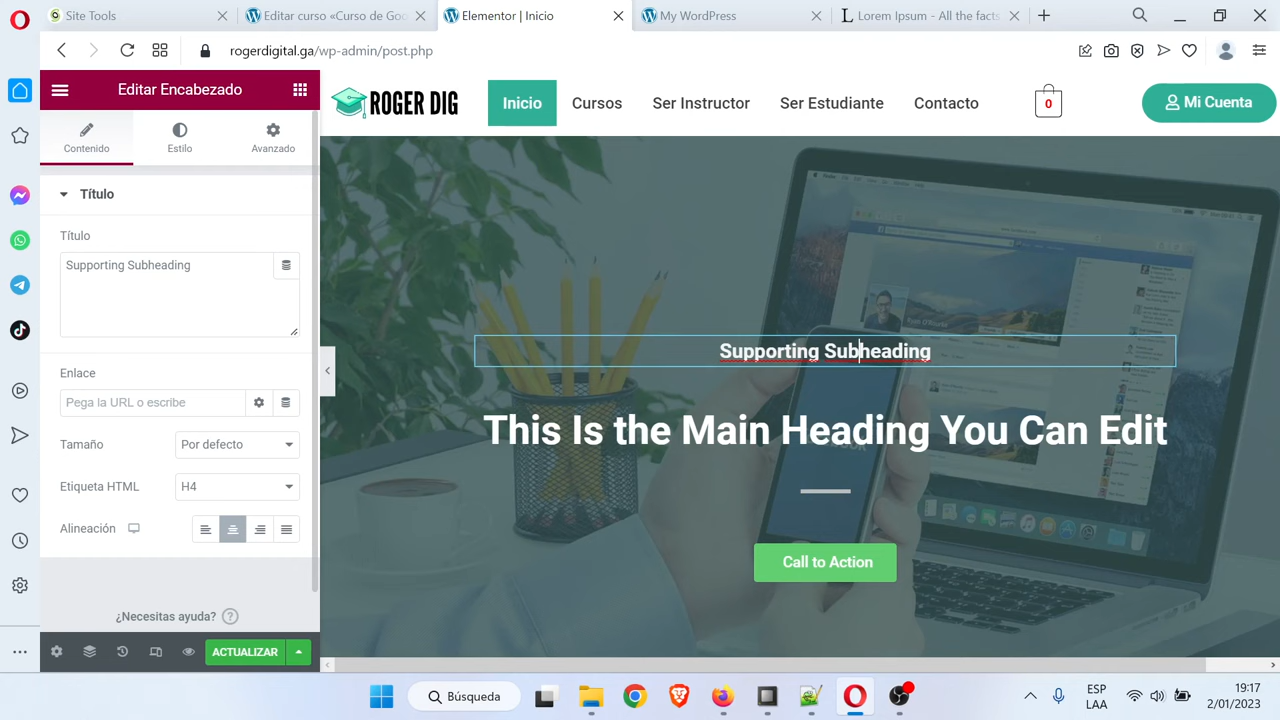 Site Tools
Editar curso «Curso de Goo
Elementor | Inicio
My WordPress
Lorem Ipsum - All the facts
rogerdigital.ga/wp-admin/post.php
Editar Encabezado
ROGER DIG
Inicio
Cursos
Ser Instructor
Ser Estudiante
Contacto
0
Mi Cuenta
Contenido
Estilo
Avanzado
Título
Título
Supporting Subheading
Enlace
Pega la URL o escribe
Tamaño
Por defecto
Etiqueta HTML
H4
Alineación
¿Necesitas ayuda?
ACTUALIZAR
Supporting Subheading
This Is the Main Heading You Can Edit
Call to Action
Búsqueda
ESP
LAA
19:17
2/01/2023